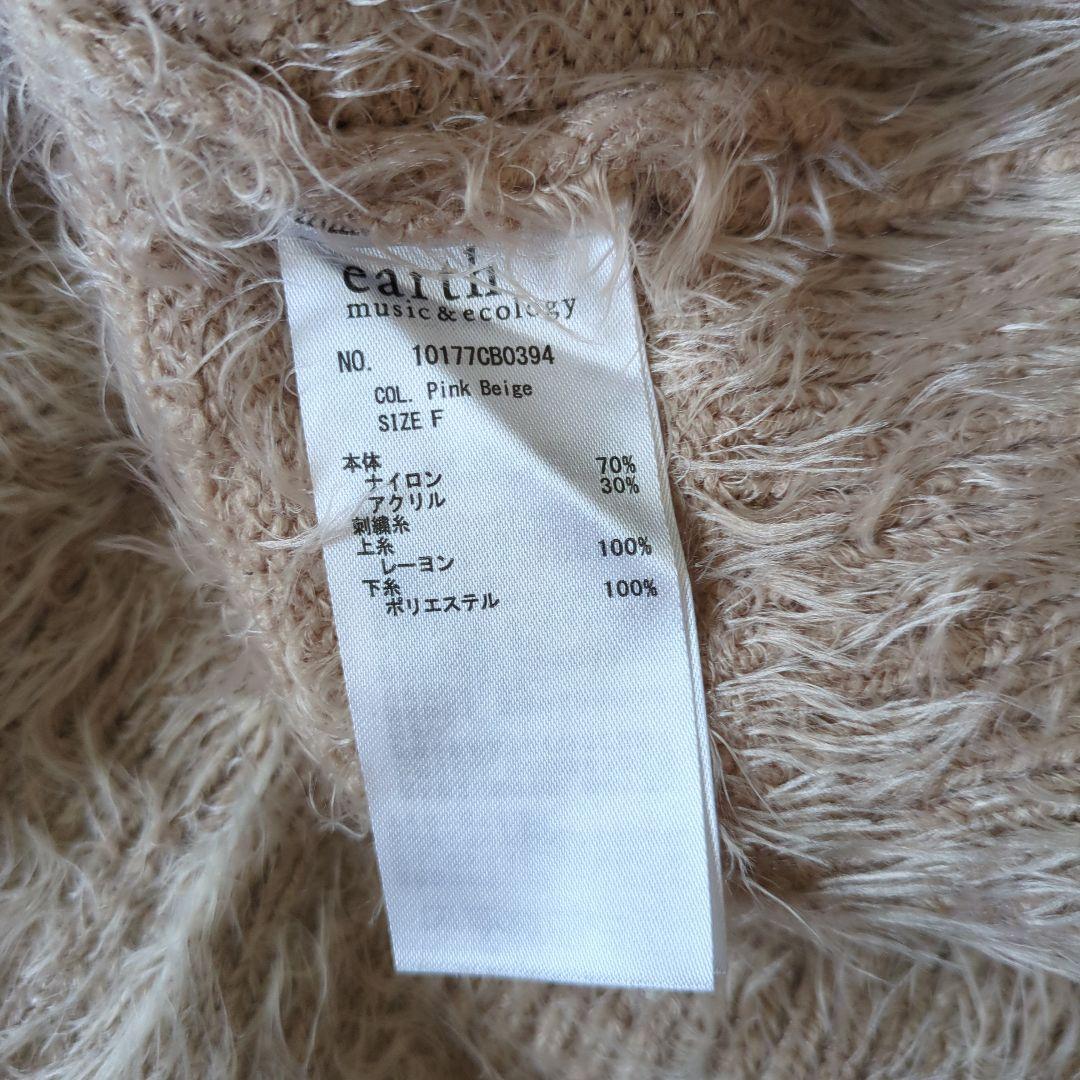 earth
music & ecology
NO. 10177CB0394
COL. Pink Beige
SIZE F
本体
ナイロン 70%
アクリル 30%
刺繍糸
上糸
レーヨン 100%
下糸
ポリエステル 100%